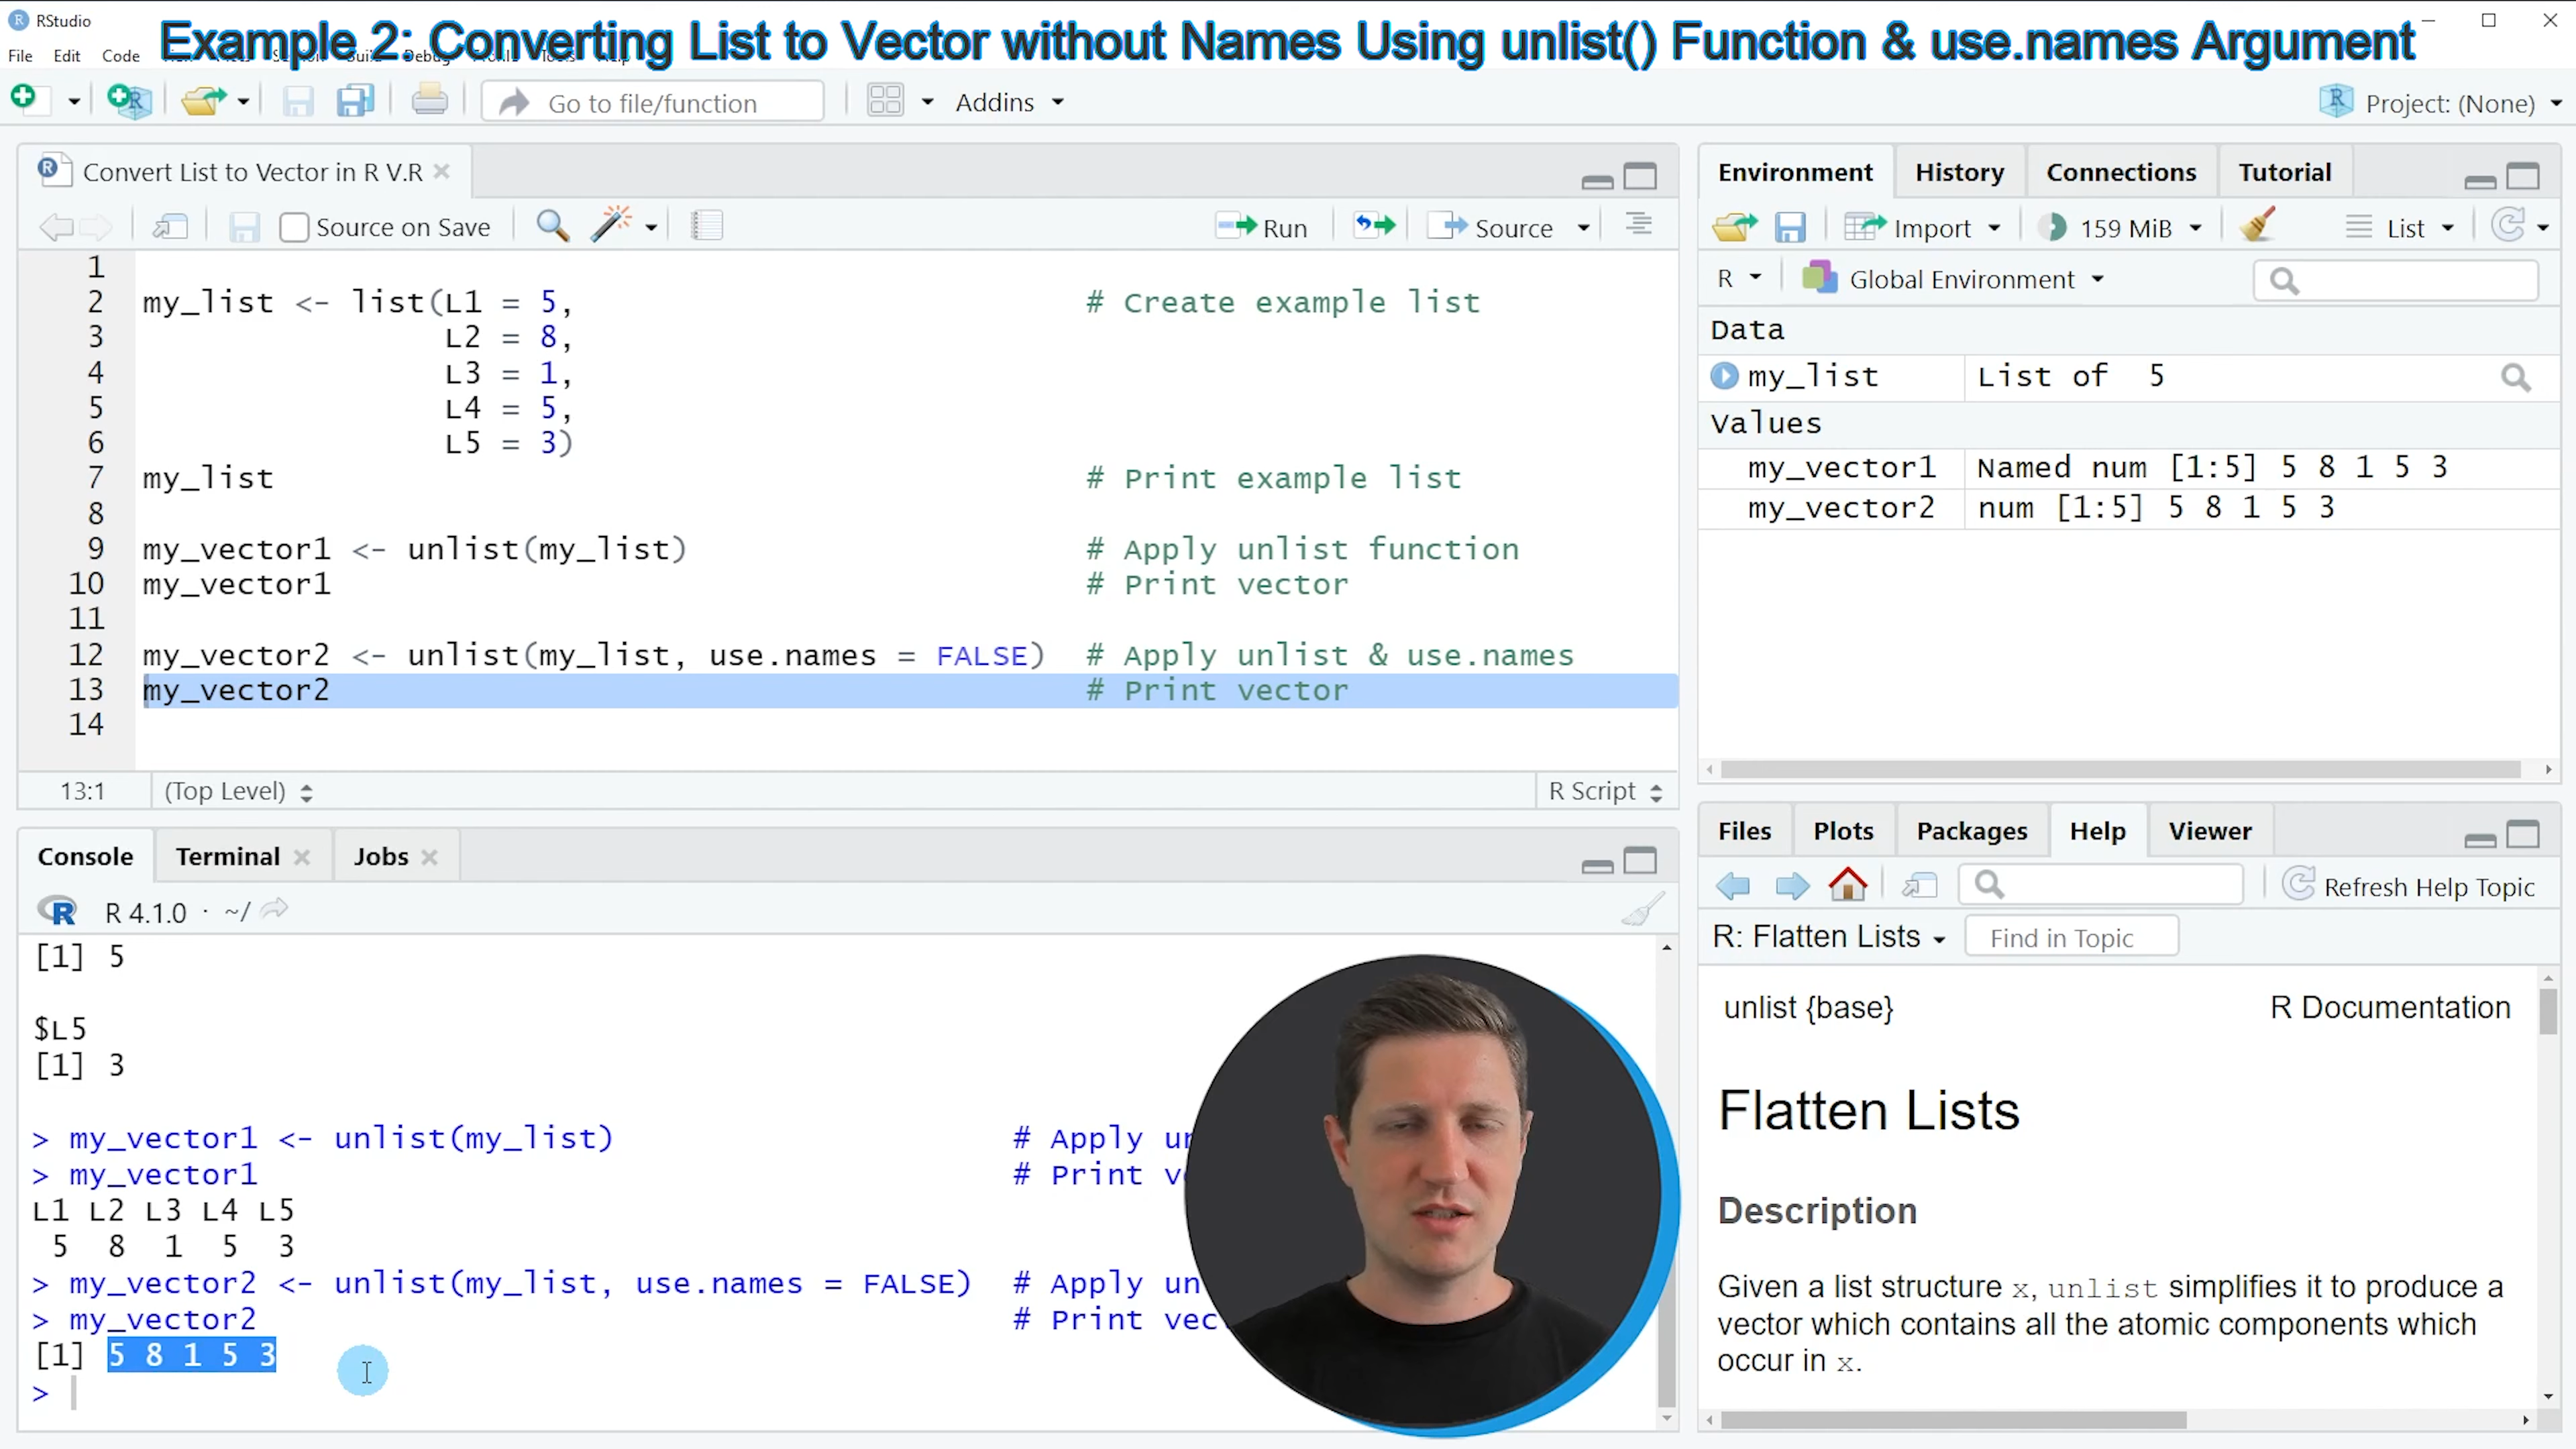 RStudio
Example 2: Converting List to Vector without Names Using unlist() Function & use.names Argument
File Edit Code
Go to file/function
Addins
Project: (None)
Convert List to Vector in R V.R
Source on Save
Run
Source
1
2 my_list <- list(L1 = 5, # Create example list
3 L2 = 8,
4 L3 = 1,
5 L4 = 5,
6 L5 = 3)
7 my_list # Print example list
8
9 my_vector1 <- unlist(my_list) # Apply unlist function
10 my_vector1 # Print vector
11
12 my_vector2 <- unlist(my_list, use.names = FALSE) # Apply unlist & use.names
13 my_vector2 # Print vector
14
13:1 (Top Level) R Script
Console Terminal Jobs
R 4.1.0 · ~/
[1] 5
$L5
[1] 3
> my_vector1 <- unlist(my_list) # Apply un
> my_vector1 # Print v
L1 L2 L3 L4 L5
5 8 1 5 3
> my_vector2 <- unlist(my_list, use.names = FALSE) # Apply un
> my_vector2 # Print vec
[1] 5 8 1 5 3
>
Environment History Connections Tutorial
Import 159 MiB List
R Global Environment
Data
my_list List of 5
Values
my_vector1 Named num [1:5] 5 8 1 5 3
my_vector2 num [1:5] 5 8 1 5 3
Files Plots Packages Help Viewer
Refresh Help Topic
R: Flatten Lists Find in Topic
unlist {base} R Documentation
Flatten Lists
Description
Given a list structure x, unlist simplifies it to produce a
vector which contains all the atomic components which
occur in x.